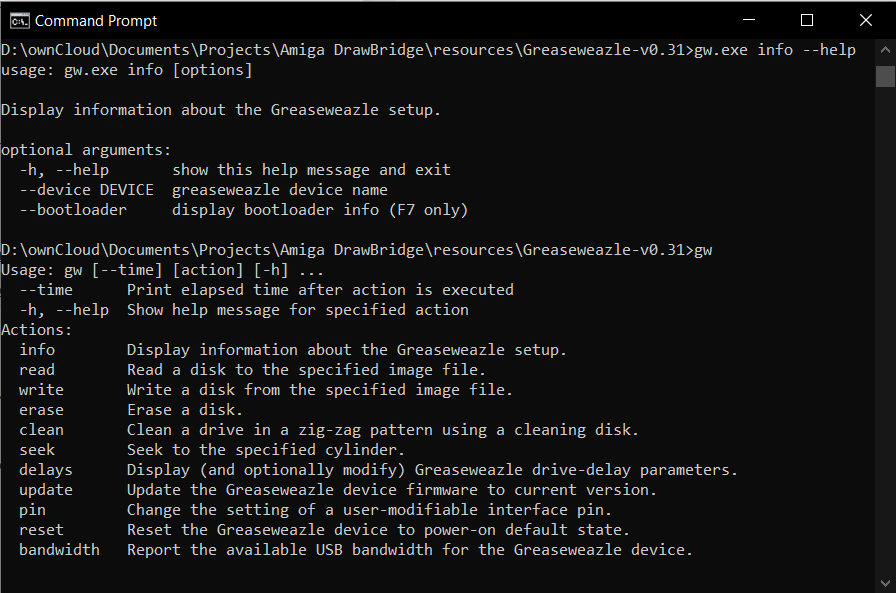 Command Prompt
D:\ownCloud\Documents\Projects\Amiga DrawBridge\resources\Greaseweazle-v0.31>gw.exe info --help
usage: gw.exe info [options]
Display information about the Greaseweazle setup.
optional arguments:
  -h, --help       show this help message and exit
  --device DEVICE  greaseweazle device name
  --bootloader     display bootloader info (F7 only)
D:\ownCloud\Documents\Projects\Amiga DrawBridge\resources\Greaseweazle-v0.31>gw
Usage: gw [--time] [action] [-h] ...
  --time      Print elapsed time after action is executed
  -h, --help  Show help message for specified action
Actions:
  info        Display information about the Greaseweazle setup.
  read        Read a disk to the specified image file.
  write       Write a disk from the specified image file.
  erase       Erase a disk.
  clean       Clean a drive in a zig-zag pattern using a cleaning disk.
  seek        Seek to the specified cylinder.
  delays      Display (and optionally modify) Greaseweazle drive-delay parameters.
  update      Update the Greaseweazle device firmware to current version.
  pin         Change the setting of a user-modifiable interface pin.
  reset       Reset the Greaseweazle device to power-on default state.
  bandwidth   Report the available USB bandwidth for the Greaseweazle device.